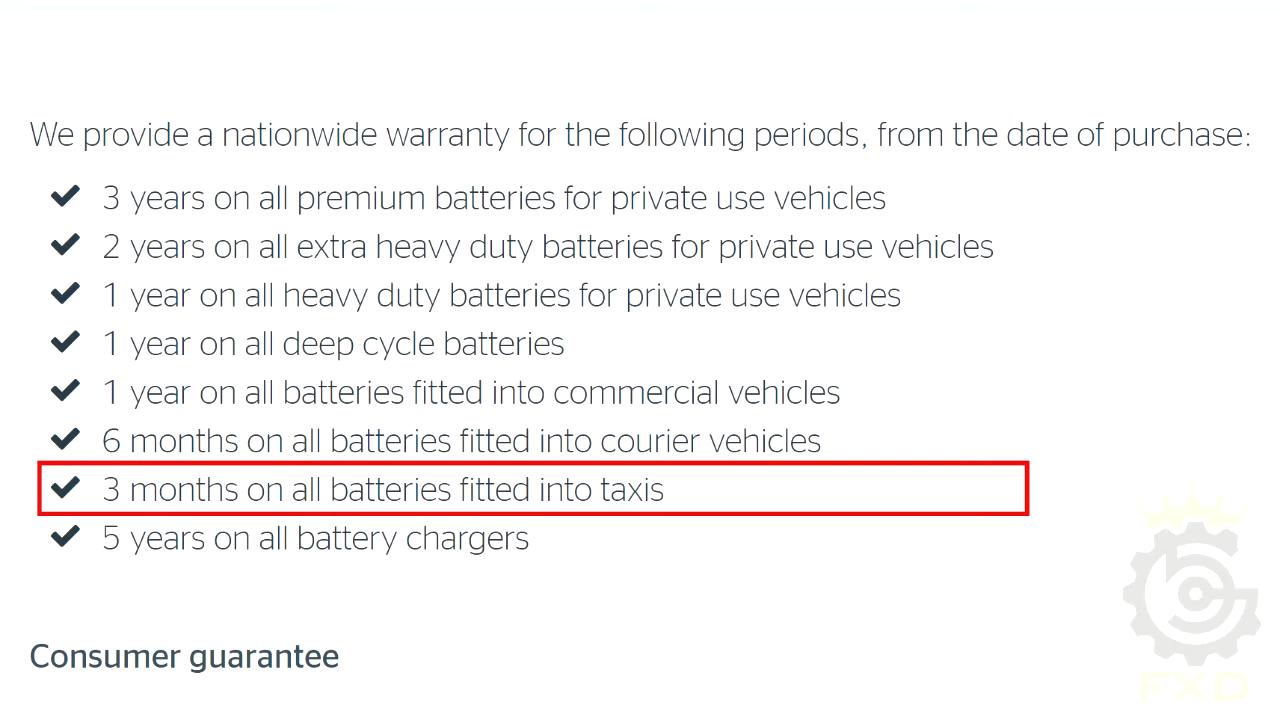 We provide a nationwide warranty for the following periods, from the date of purchase:
3 years on all premium batteries for private use vehicles
2 years on all extra heavy duty batteries for private use vehicles
1 year on all heavy duty batteries for private use vehicles
1 year on all deep cycle batteries
1 year on all batteries fitted into commercial vehicles
6 months on all batteries fitted into courier vehicles
3 months on all batteries fitted into taxis
5 years on all battery chargers
Consumer guarantee
FXD